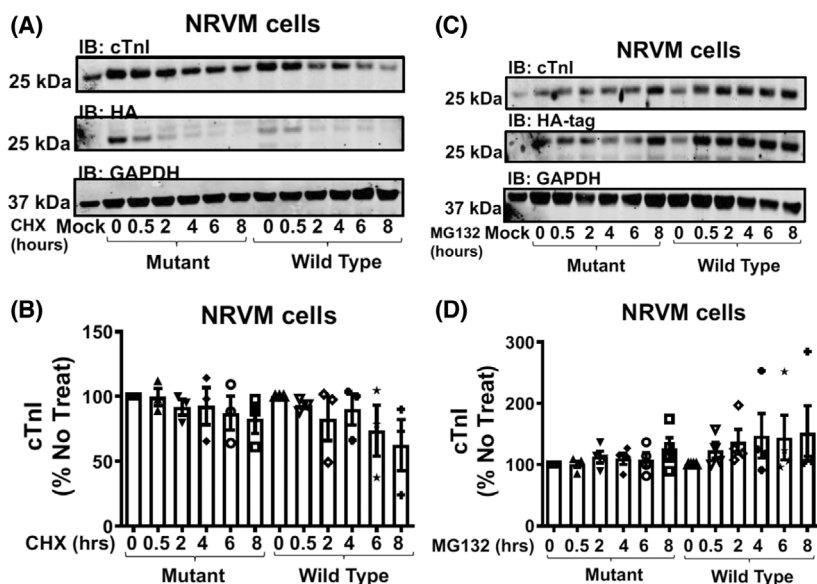 (A)
NRVM cells
IB: cTnI
25 kDa
IB: HA
25 kDa
IB: GAPDH
37 kDa
CHX Mock 0 0.5 2 4 6 8 0 0.5 2 4 6 8
(hours)
Mutant Wild Type
(C)
NRVM cells
IB: cTnI
25 kDa
IB: HA-tag
25 kDa
IB: GAPDH
37 kDa
MG132 Mock 0 0.5 2 4 6 8 0 0.5 2 4 6 8
(hours)
Mutant Wild Type
(B)
NRVM cells
cTnI
(% No Treat)
150
100
50
0
CHX (hrs) 0 0.5 2 4 6 8 0 0.5 2 4 6 8
Mutant Wild Type
(D)
NRVM cells
cTnI
(% No Treat)
300
200
100
0
MG132 (hrs) 0 0.5 2 4 6 8 0 0.5 2 4 6 8
Mutant Wild Type